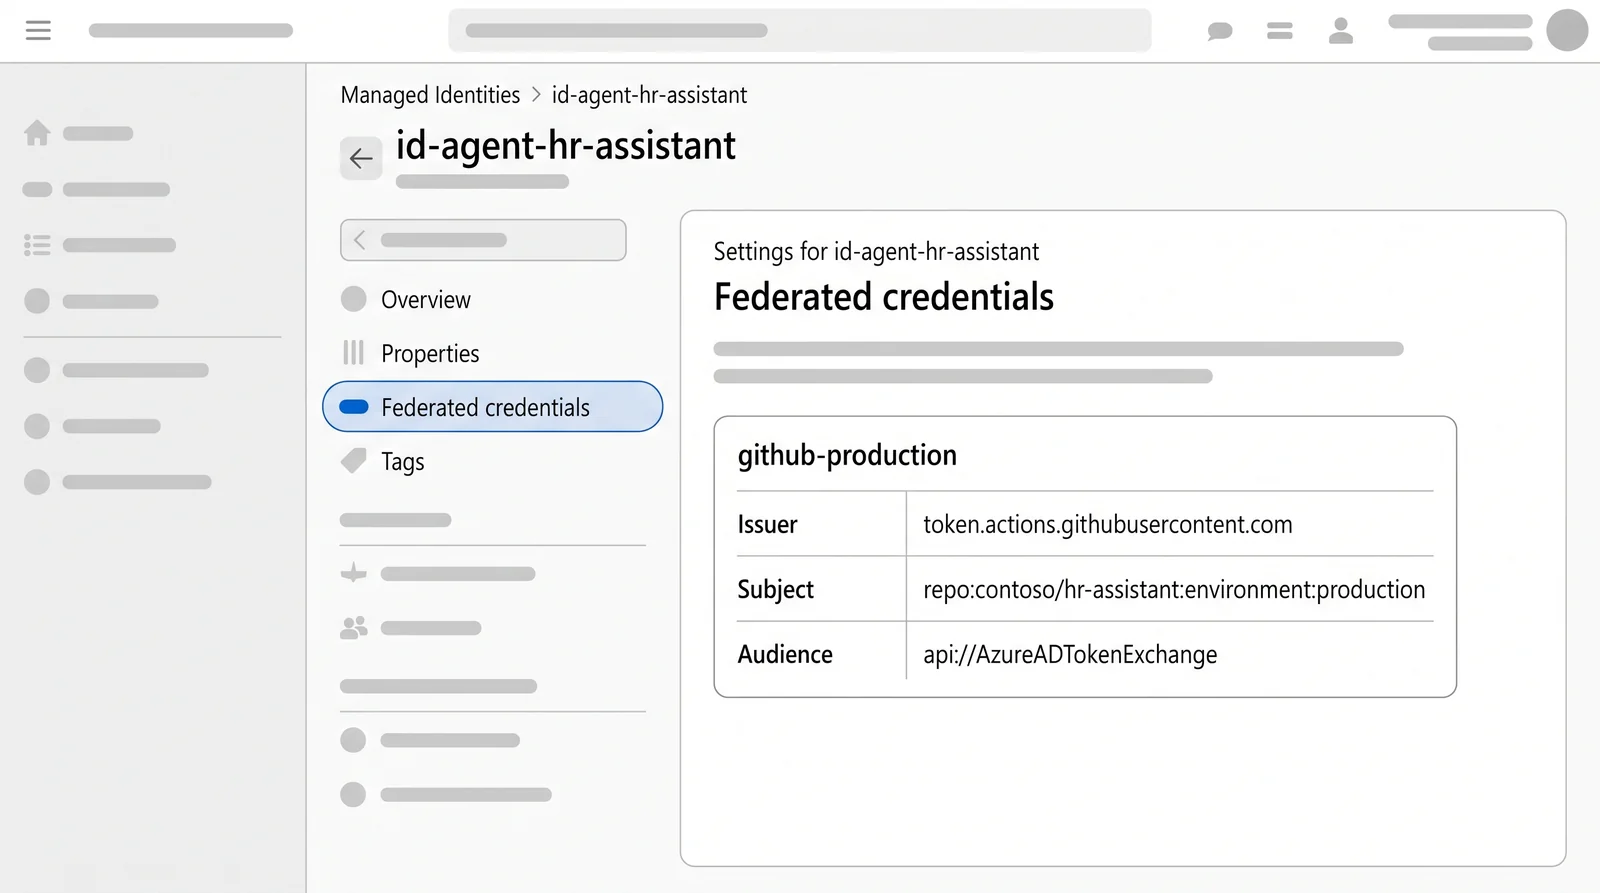 Managed Identities > id-agent-hr-assistant
id-agent-hr-assistant
Overview
Properties
Federated credentials
Tags
Settings for id-agent-hr-assistant
Federated credentials
github-production
Issuer token.actions.githubusercontent.com
Subject repo:contoso/hr-assistant:environment:production
Audience api://AzureADTokenExchange